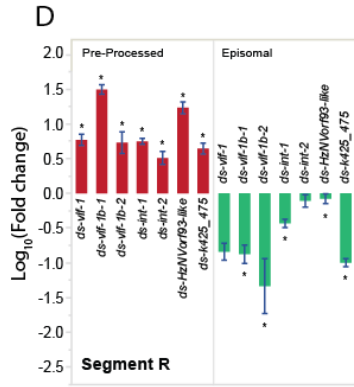 D
Pre-Processed
Episomal
Log10(Fold change)
2.0
1.5
1.0
0.5
0.0
-0.5
-1.0
-1.5
-2.0
-2.5
* * * * * * *
ds-vlf-1
ds-vlf-1b-1
ds-vlf-1b-2
ds-int-1
ds-int-2
ds-HzNVorf93-like
ds-k425_475
ds-vlf-1
ds-vlf-1b-1
ds-vlf-1b-2
ds-int-1
ds-int-2
ds-HzNVorf93-like
ds-k425_475
* * * * *
Segment R